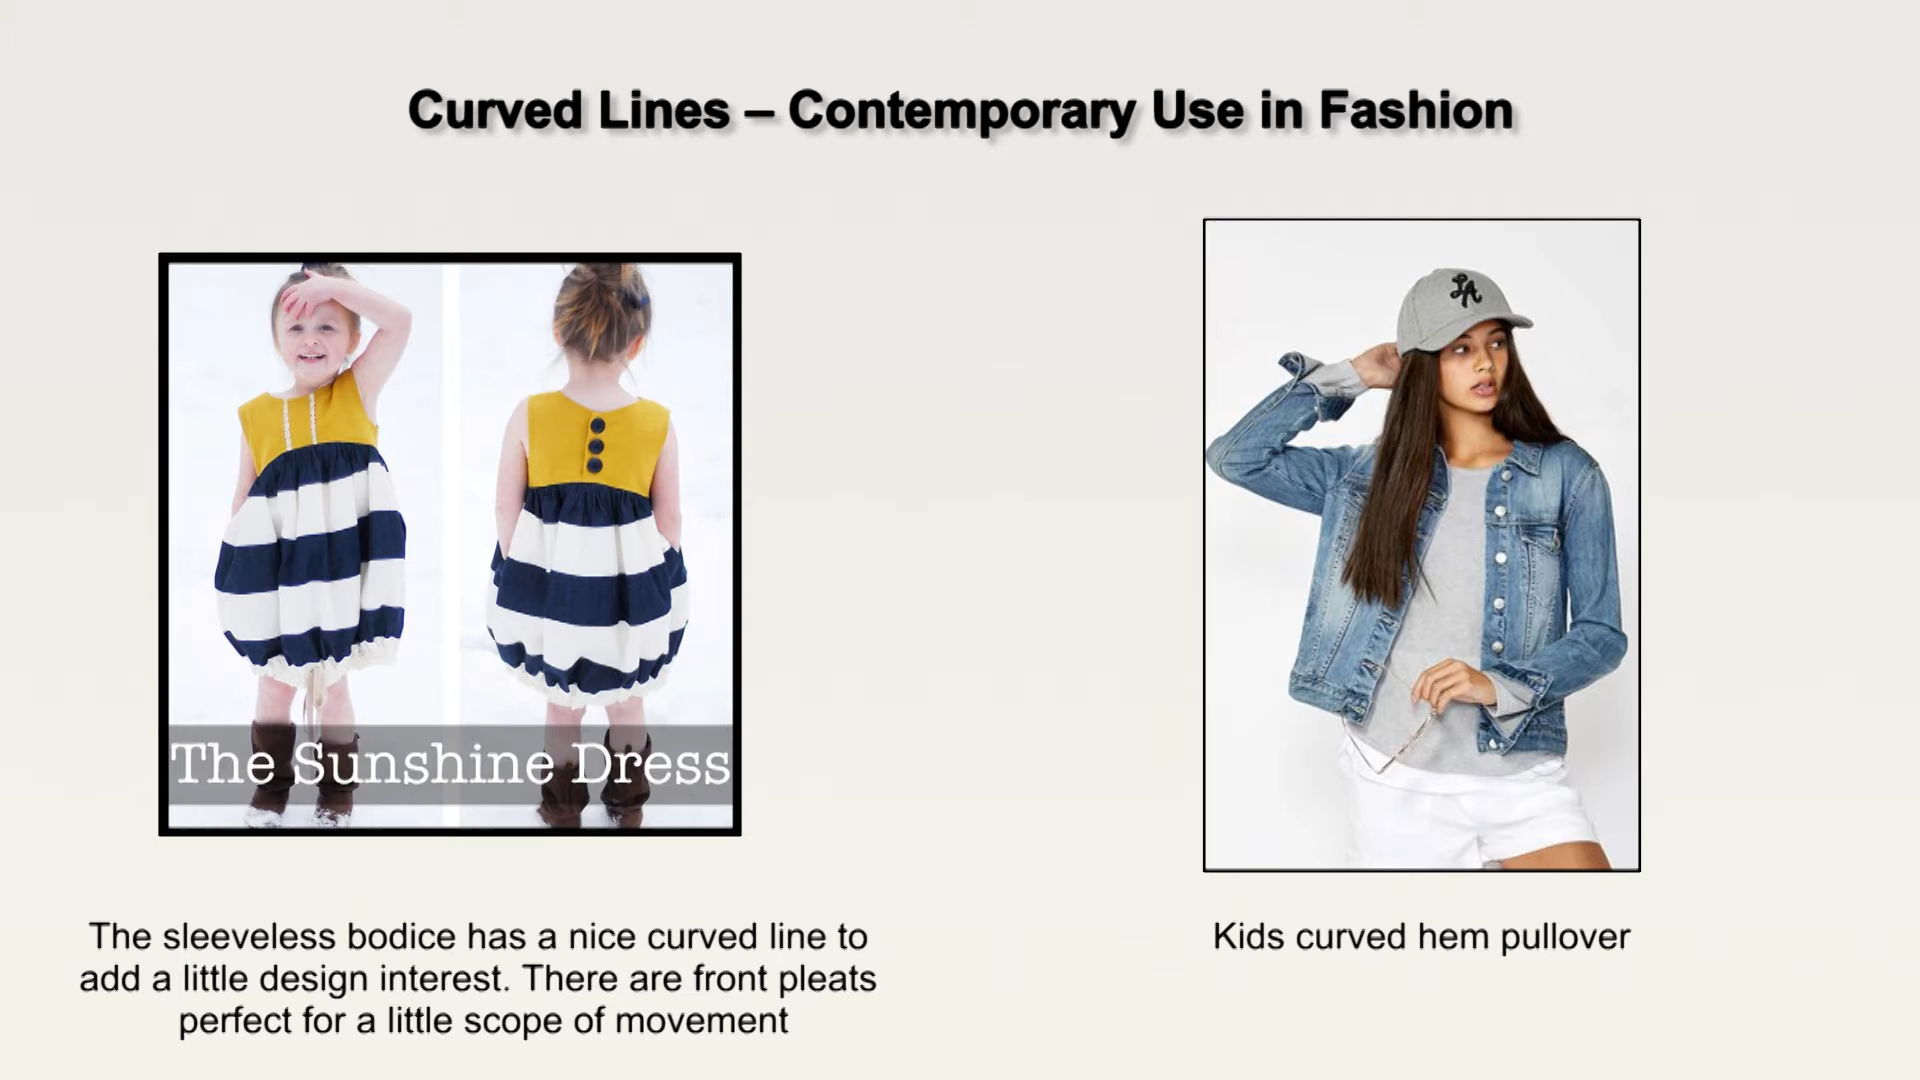 Curved Lines – Contemporary Use in Fashion
LA
The Sunshine Dress
The sleeveless bodice has a nice curved line to
add a little design interest. There are front pleats
perfect for a little scope of movement
Kids curved hem pullover